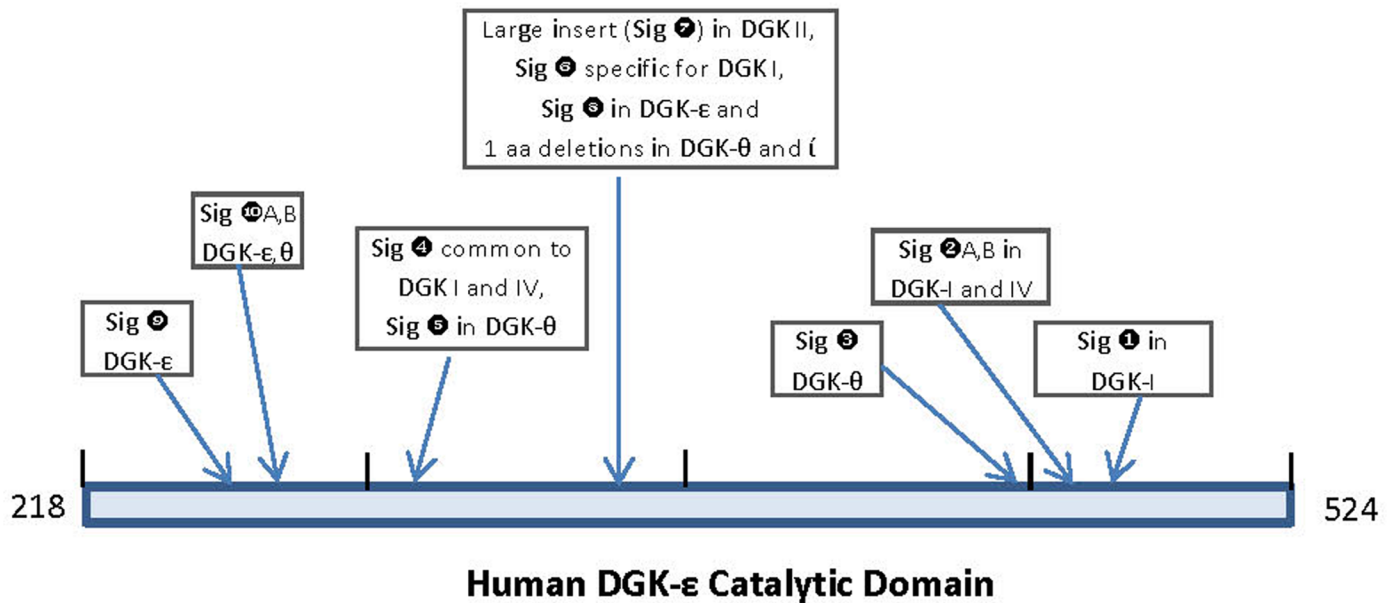 Large insert (Sig ❼) in DGK II,
Sig ❻ specific for DGK I,
Sig ❽ in DGK-ε and
1 aa deletions in DGK-θ and ί
Sig ❿A,B
DGK-ε,θ
Sig ❹ common to
DGK I and IV,
Sig ❺ in DGK-θ
Sig ❷A,B in
DGK-I and IV
Sig ❾
DGK-ε
Sig ❸
DGK-θ
Sig ❶ in
DGK-I
218
524
Human DGK-ε Catalytic Domain